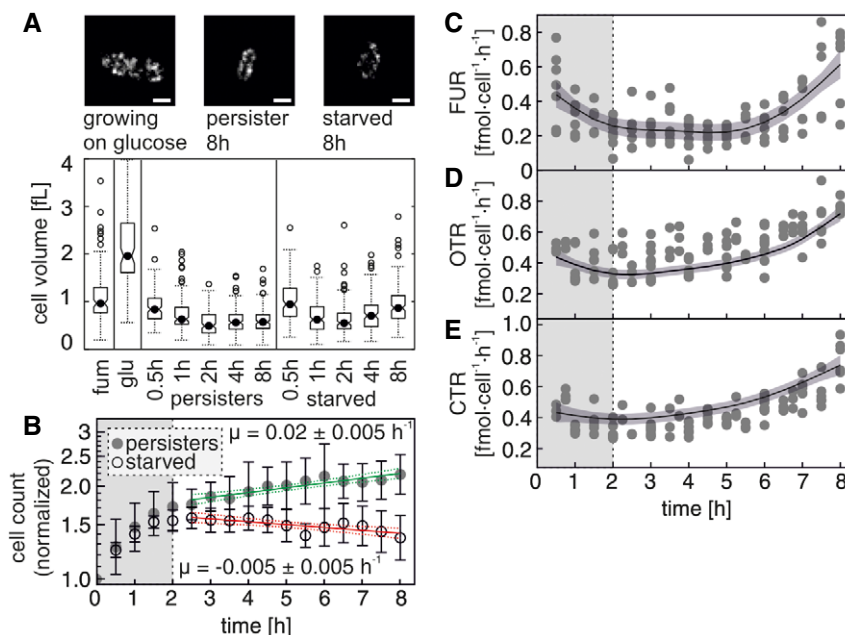 A
growing
on glucose
persister
8h
starved
8h
cell volume [fL]
4
3
2
1
0
fum
glu
0.5h
1h
2h
4h
8h
0.5h
1h
2h
4h
8h
persisters
starved
B
cell count
(normalized)
2.5
2.0
1.5
1.0
persisters
starved
μ = 0.02 ± 0.005 h-1
μ = -0.005 ± 0.005 h-1
0 1 2 3 4 5 6 7 8
time [h]
C
FUR
[fmol·cell-1·h-1]
0.8
0.6
0.4
0.2
0
D
OTR
[fmol·cell-1·h-1]
0.8
0.6
0.4
0.2
E
CTR
[fmol·cell-1·h-1]
1.0
0.8
0.6
0.4
0.2
0 1 2 3 4 5 6 7 8
time [h]